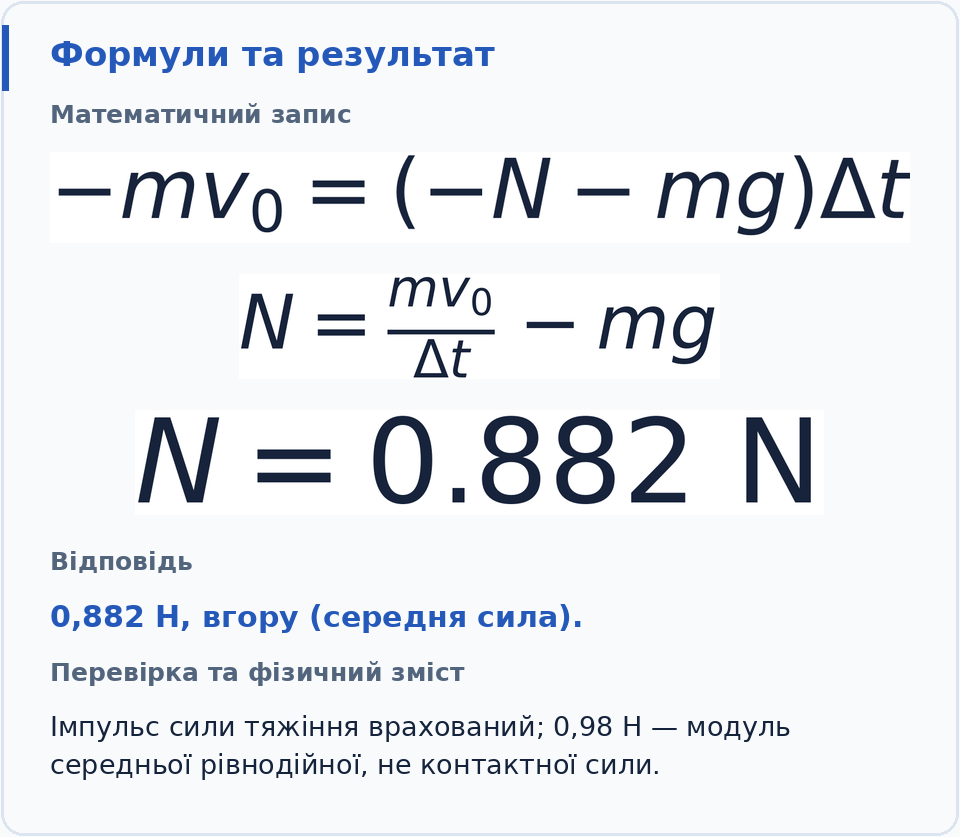 Формули та результат
Математичний запис
−mv₀ = (−N − mg)Δt
N = mv₀/Δt − mg
N = 0.882 N
Відповідь
0,882 Н, вгору (середня сила).
Перевірка та фізичний зміст
Імпульс сили тяжіння врахований; 0,98 Н — модуль
середньої рівнодійної, не контактної сили.